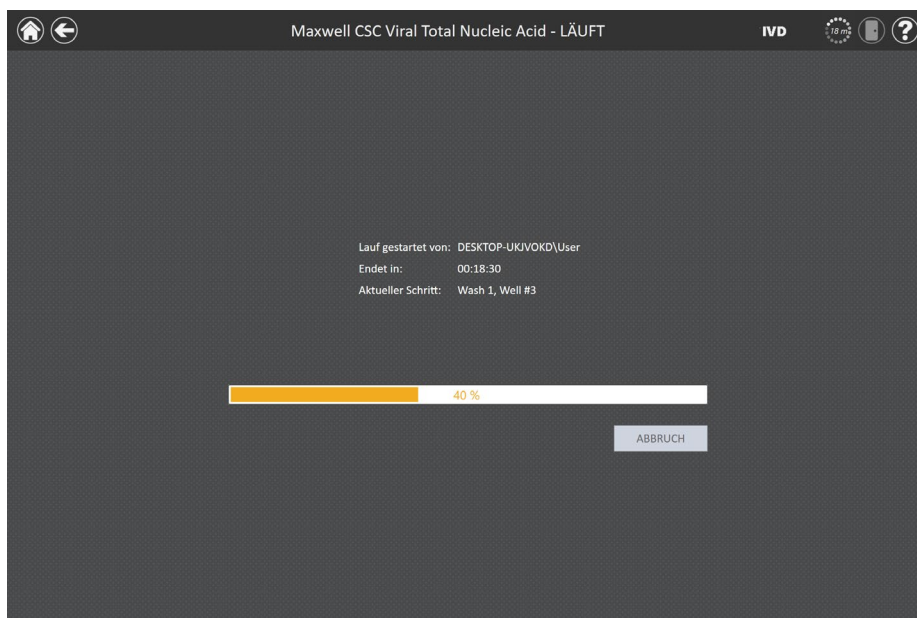 Maxwell CSC Viral Total Nucleic Acid - LÄUFT
IVD
18 m
?
Lauf gestartet von: DESKTOP-UKJVOKD\User
Endet in: 00:18:30
Aktueller Schritt: Wash 1, Well #3
40 %
ABBRUCH